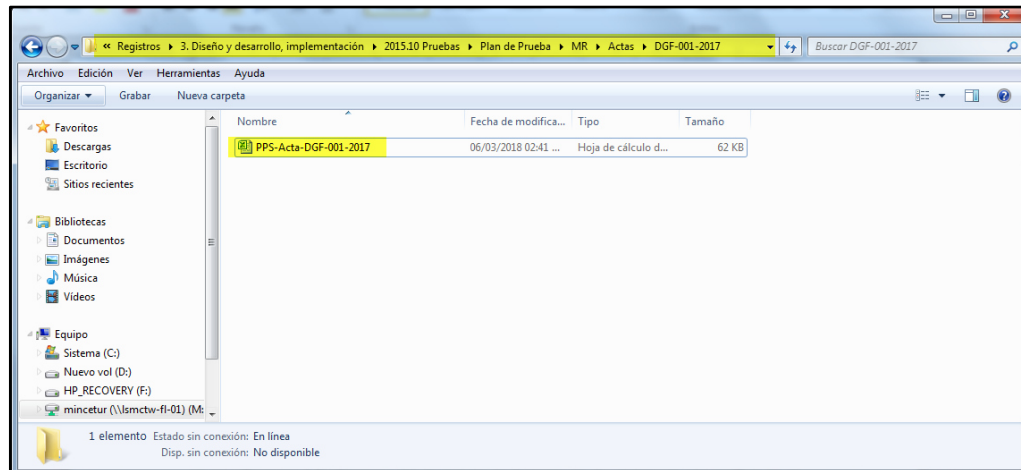 « Registros ▸ 3. Diseño y desarrollo, implementación ▸ 2015.10 Pruebas ▸ Plan de Prueba ▸ MR ▸ Actas ▸ DGF-001-2017
Buscar DGF-001-2017
Archivo Edición Ver Herramientas Ayuda
Organizar Grabar Nueva carpeta
Nombre Fecha de modifica... Tipo Tamaño
Favoritos
PPS-Acta-DGF-001-2017 06/03/2018 02:41 ... Hoja de cálculo d... 62 KB
Descargas
Escritorio
Sitios recientes
Bibliotecas
Documentos
Imágenes
Música
Vídeos
Equipo
Sistema (C:)
Nuevo vol (D:)
HP_RECOVERY (F:)
mincetur (\\lsmctw-fl-01) (M:
1 elemento Estado sin conexión: En línea
Disp. sin conexión: No disponible